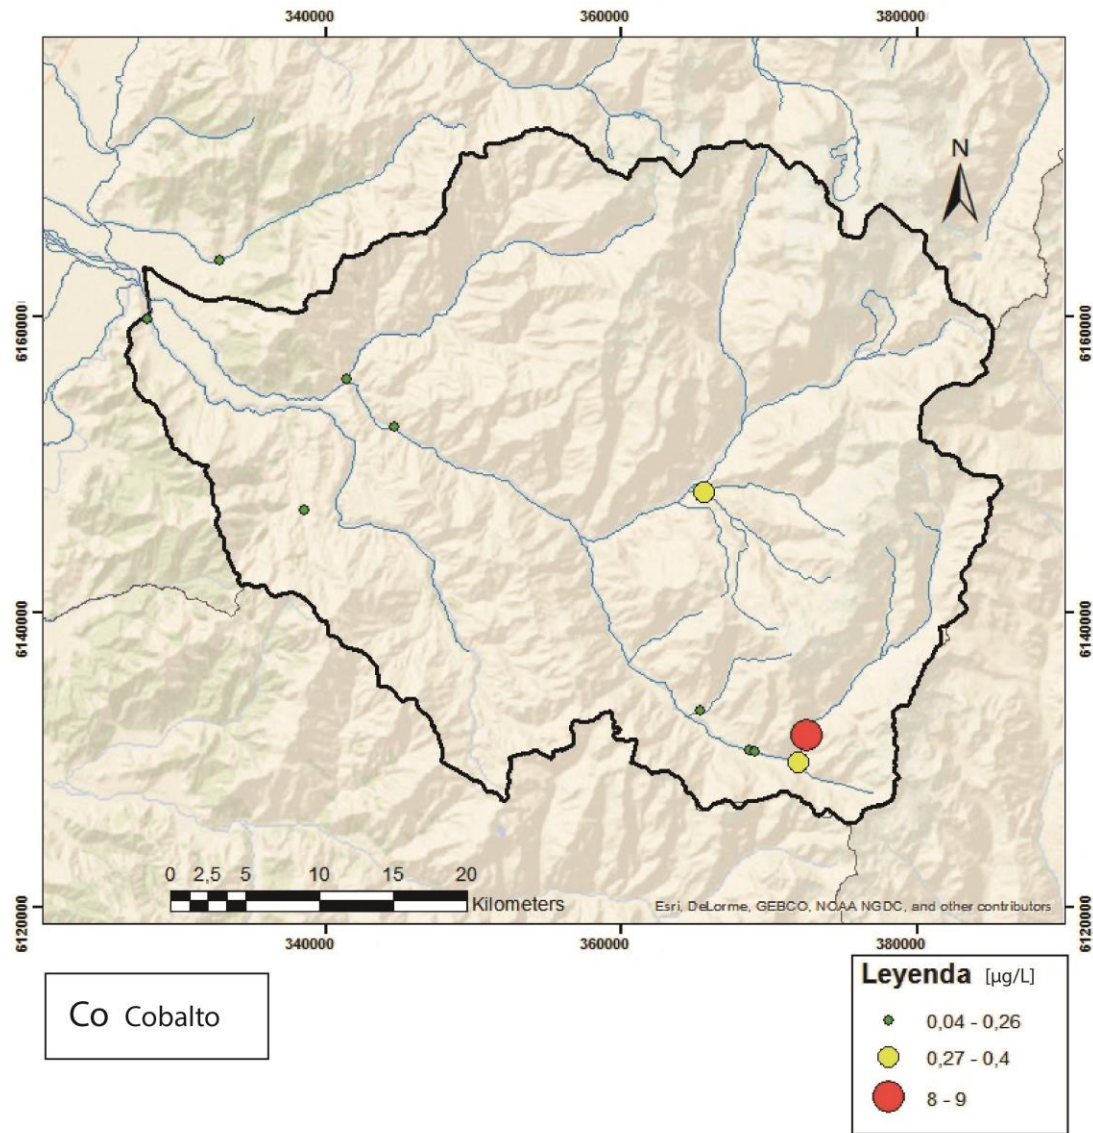 340000 360000 380000
N
6160000 6160000
6140000 6140000
6120000 6120000
0 2,5 5 10 15 20
Kilometers
Esri, DeLorme, GEBCO, NOAA NGDC, and other contributors
340000 360000 380000
Co Cobalto
Leyenda [µg/L]
0,04 - 0,26
0,27 - 0,4
8 - 9